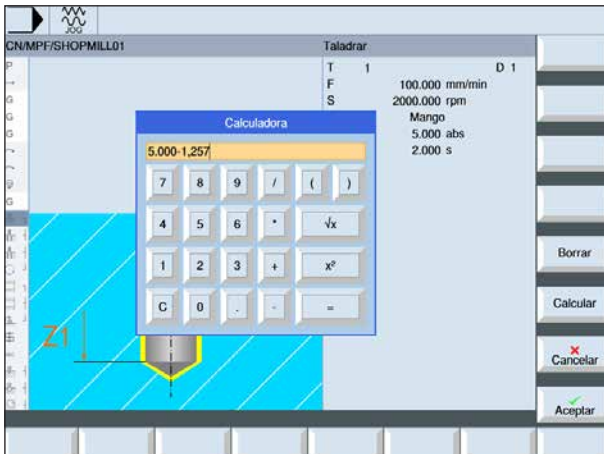 JOG
CN/MPF/SHOPMILL01
Taladrar
T 1 D 1
F 100.000 mm/min
S 2000.000 rpm
Mango
5.000 abs
2.000 s
Calculadora
5.000-1,257
7 8 9 / ( )
4 5 6 * √x
1 2 3 + x²
C 0 . - =
Z1
P
G
G
G
G
Borrar
Calcular
Cancelar
Aceptar